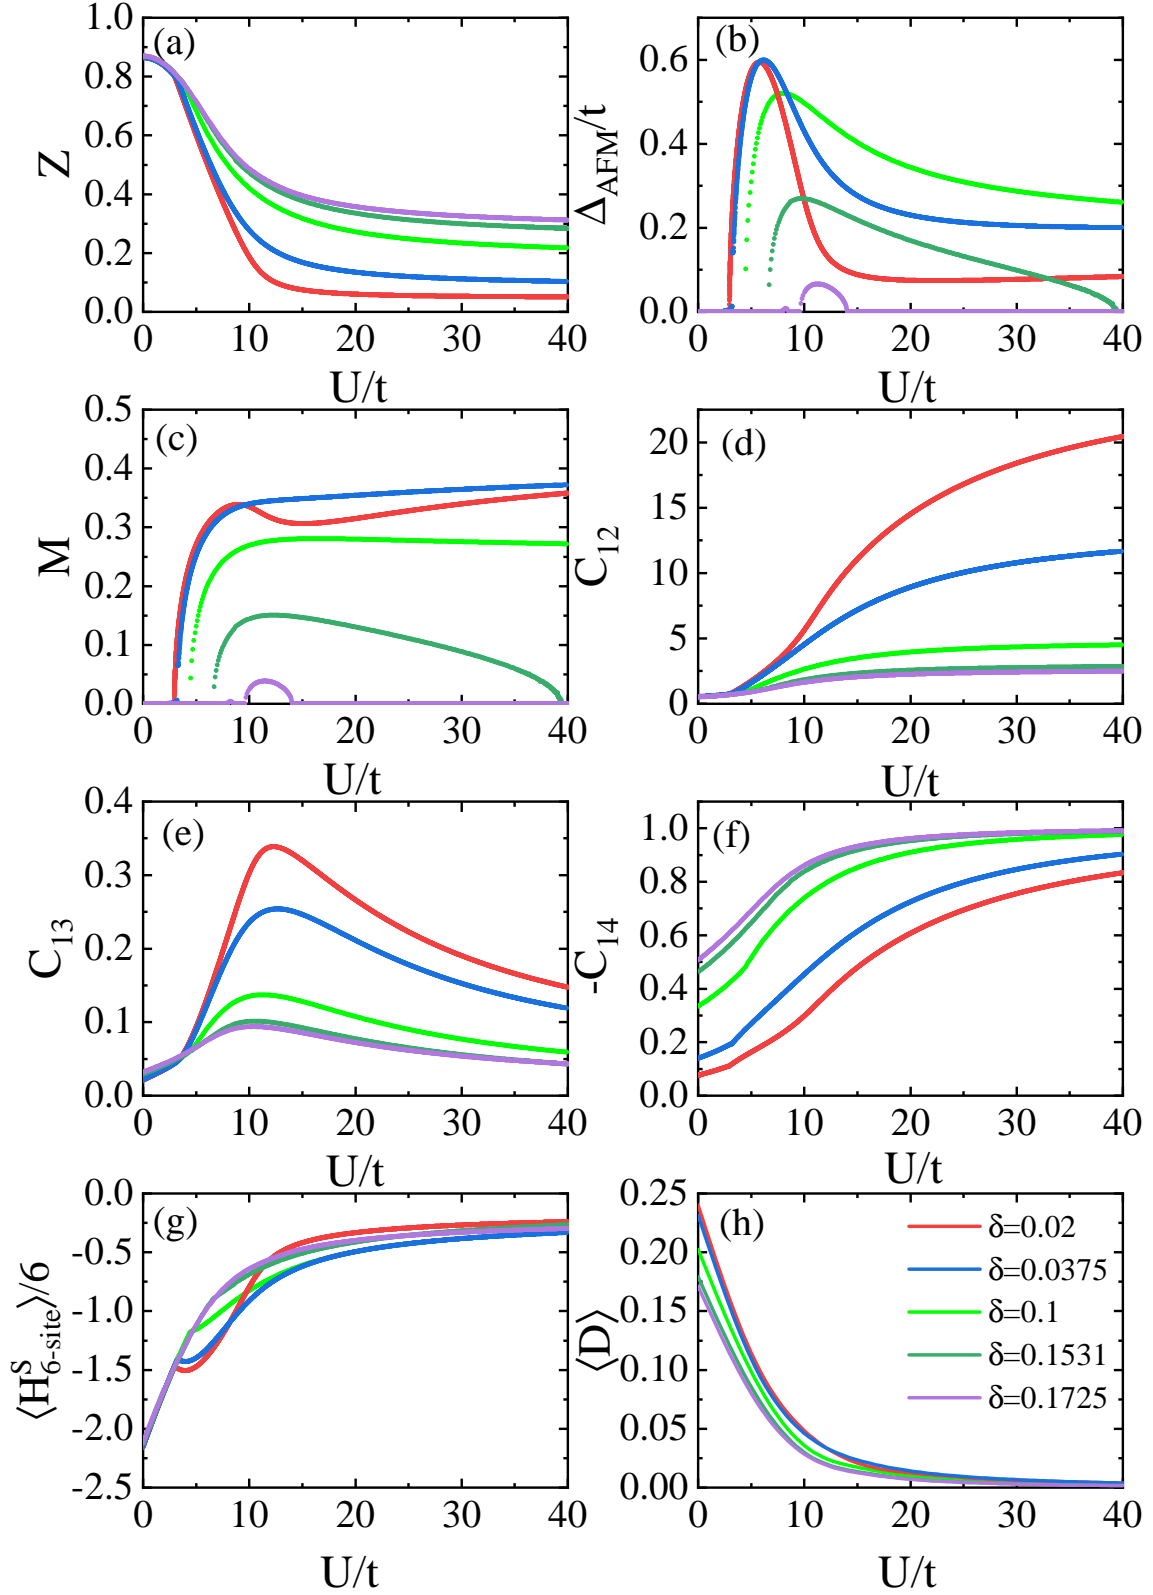 (a)
1.0
0.8
0.6
0.4
0.2
0.0
Z
0 10 20 30 40
U/t
(b)
0.6
0.4
0.2
0.0
Δ_AFM/t
0 10 20 30 40
U/t
(c)
0.5
0.4
0.3
0.2
0.1
0.0
M
0 10 20 30 40
U/t
(d)
20
15
10
5
0
C₁₂
0 10 20 30 40
U/t
(e)
0.4
0.3
0.2
0.1
0.0
C₁₃
0 10 20 30 40
U/t
(f)
1.0
0.8
0.6
0.4
0.2
0.0
-C₁₄
0 10 20 30 40
U/t
(g)
0.0
-0.5
-1.0
-1.5
-2.0
-2.5
⟨H^S_6-site⟩/6
0 10 20 30 40
U/t
(h)
0.25
0.20
0.15
0.10
0.05
0.00
⟨D⟩
δ=0.02
δ=0.0375
δ=0.1
δ=0.1531
δ=0.1725
0 10 20 30 40
U/t